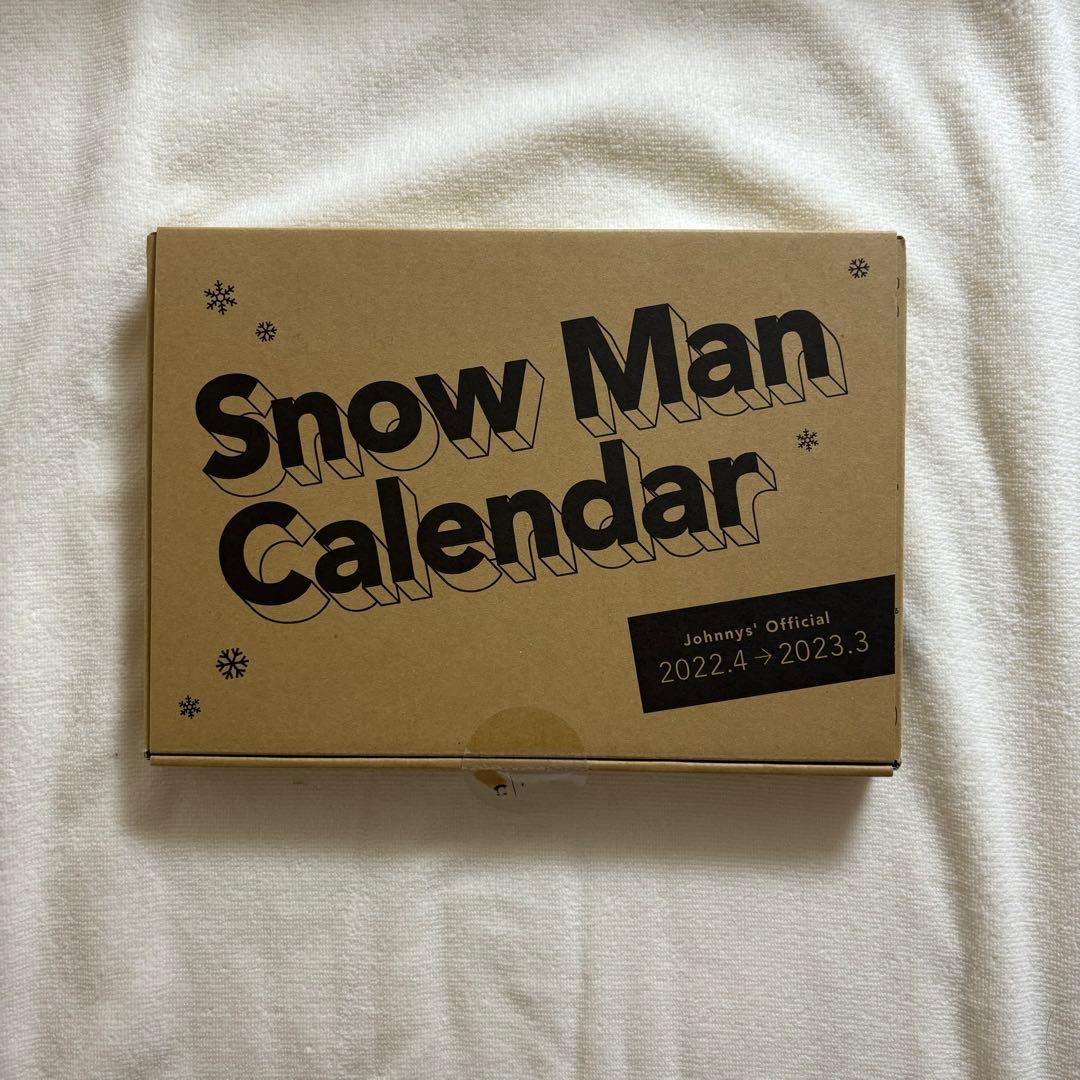 Snow Man
Calendar
Johnnys' Official
2022.4→2023.3